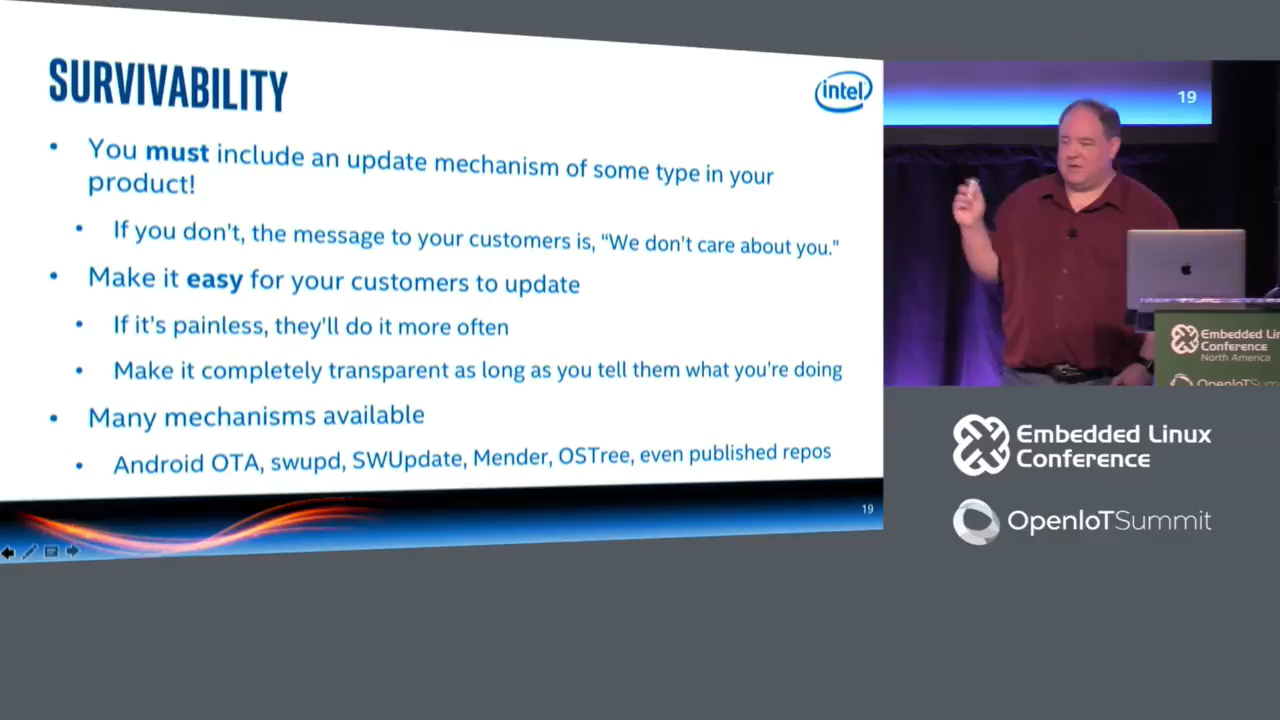 SURVIVABILITY
intel
• You must include an update mechanism of some type in your
product!
• If you don't, the message to your customers is, “We don't care about you.”
• Make it easy for your customers to update
• If it's painless, they'll do it more often
• Make it completely transparent as long as you tell them what you're doing
• Many mechanisms available
• Android OTA, swupd, SWUpdate, Mender, OSTree, even published repos
19
19
Embedded Lin
Conference
North America
OpenIoTSum
Embedded Linux
Conference
OpenIoTSummit